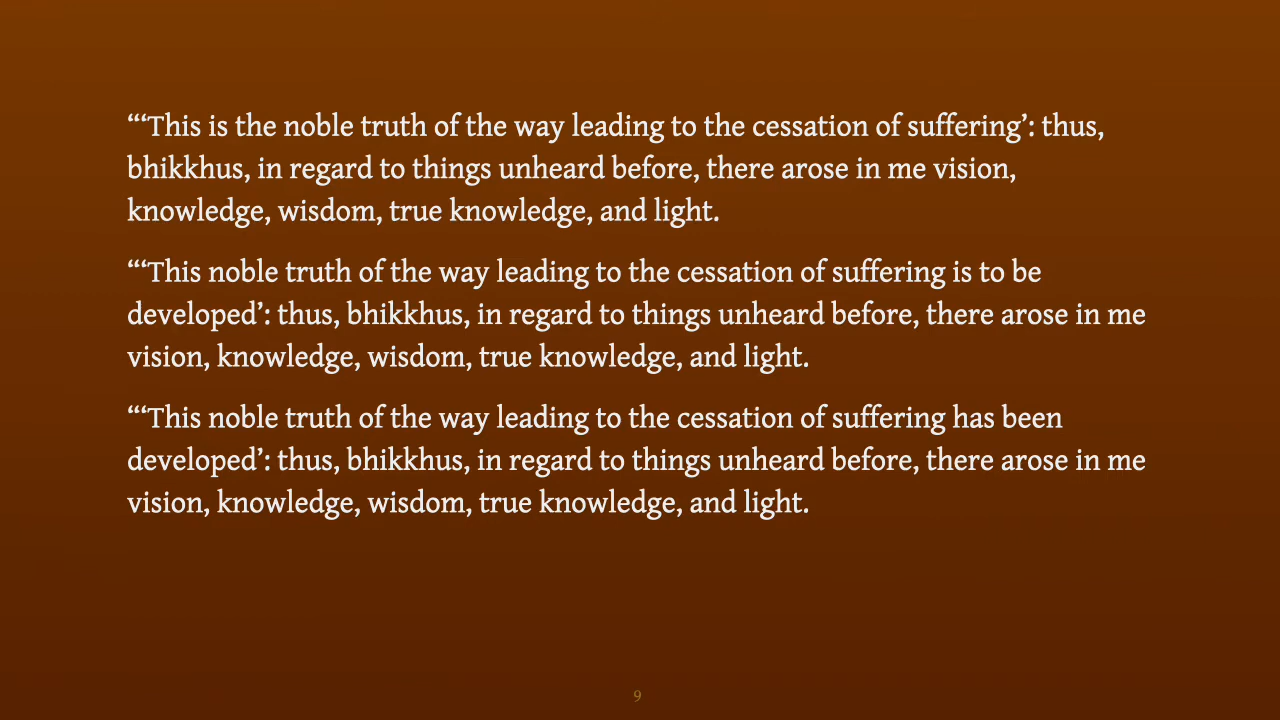 “‘This is the noble truth of the way leading to the cessation of suffering’: thus,
bhikkhus, in regard to things unheard before, there arose in me vision,
knowledge, wisdom, true knowledge, and light.
“‘This noble truth of the way leading to the cessation of suffering is to be
developed’: thus, bhikkhus, in regard to things unheard before, there arose in me
vision, knowledge, wisdom, true knowledge, and light.
“‘This noble truth of the way leading to the cessation of suffering has been
developed’: thus, bhikkhus, in regard to things unheard before, there arose in me
vision, knowledge, wisdom, true knowledge, and light.
9